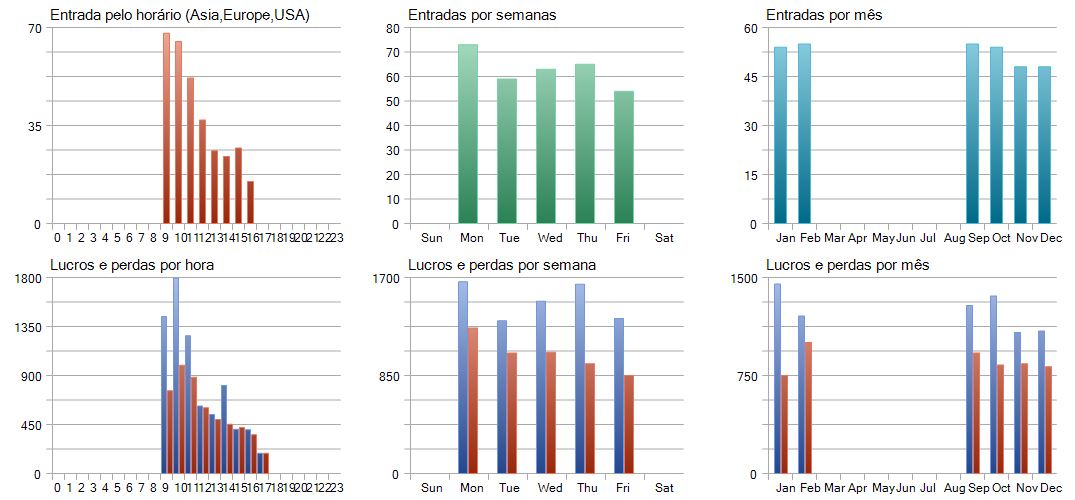 Entrada pelo horário (Asia,Europe,USA)
70
35
0
0 1 2 3 4 5 6 7 8 9 10 11 12 13 14 15 16 17 18 19 20 21 22 23
Entradas por semanas
80
70
60
50
40
30
20
10
0
Sun Mon Tue Wed Thu Fri Sat
Entradas por mês
60
45
30
15
0
Jan Feb Mar Apr May Jun Jul Aug Sep Oct Nov Dec
Lucros e perdas por hora
1800
1350
900
450
0
0 1 2 3 4 5 6 7 8 9 10 11 12 13 14 15 16 17 18 19 20 21 22 23
Lucros e perdas por semana
1700
850
0
Sun Mon Tue Wed Thu Fri Sat
Lucros e perdas por mês
1500
750
0
Jan Feb Mar Apr May Jun Jul Aug Sep Oct Nov Dec